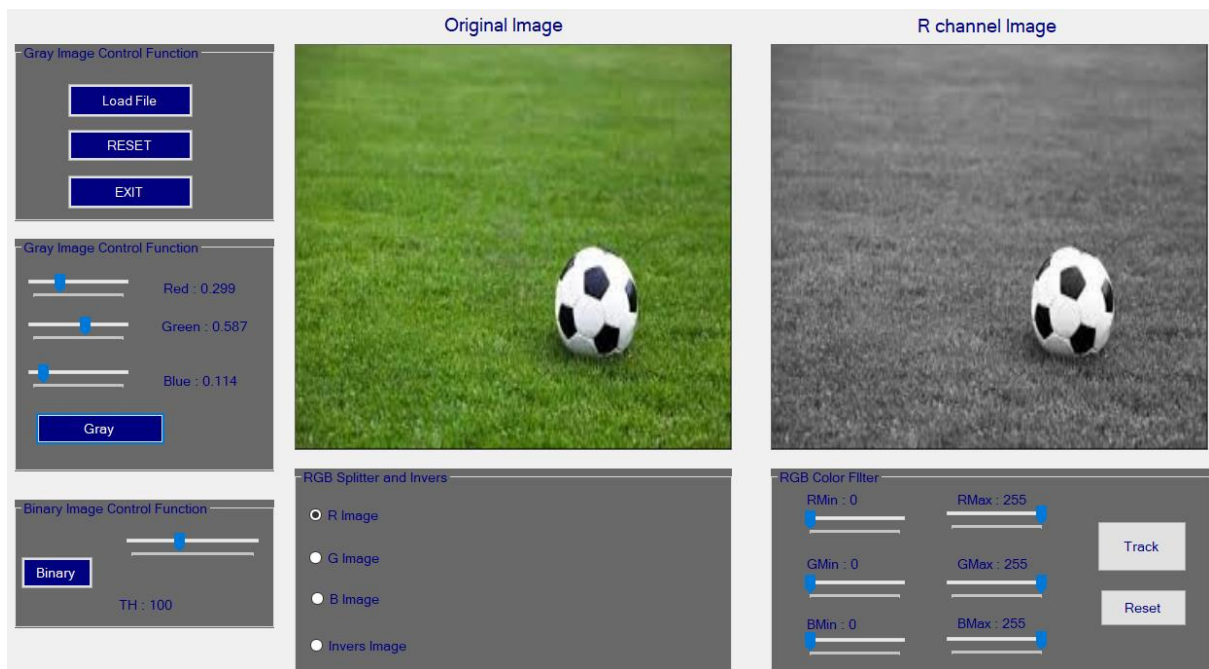 Original Image
R channel Image
Gray Image Control Function
Load File
RESET
EXIT
Gray Image Control Function
Red : 0.299
Green : 0.587
Blue : 0.114
Gray
Binary Image Control Function
Binary
TH : 100
RGB Splitter and Invers
R Image
G Image
B Image
Invers Image
RGB Color FIlter
RMin : 0
RMax : 255
GMin : 0
GMax : 255
BMin : 0
BMax : 255
Track
Reset